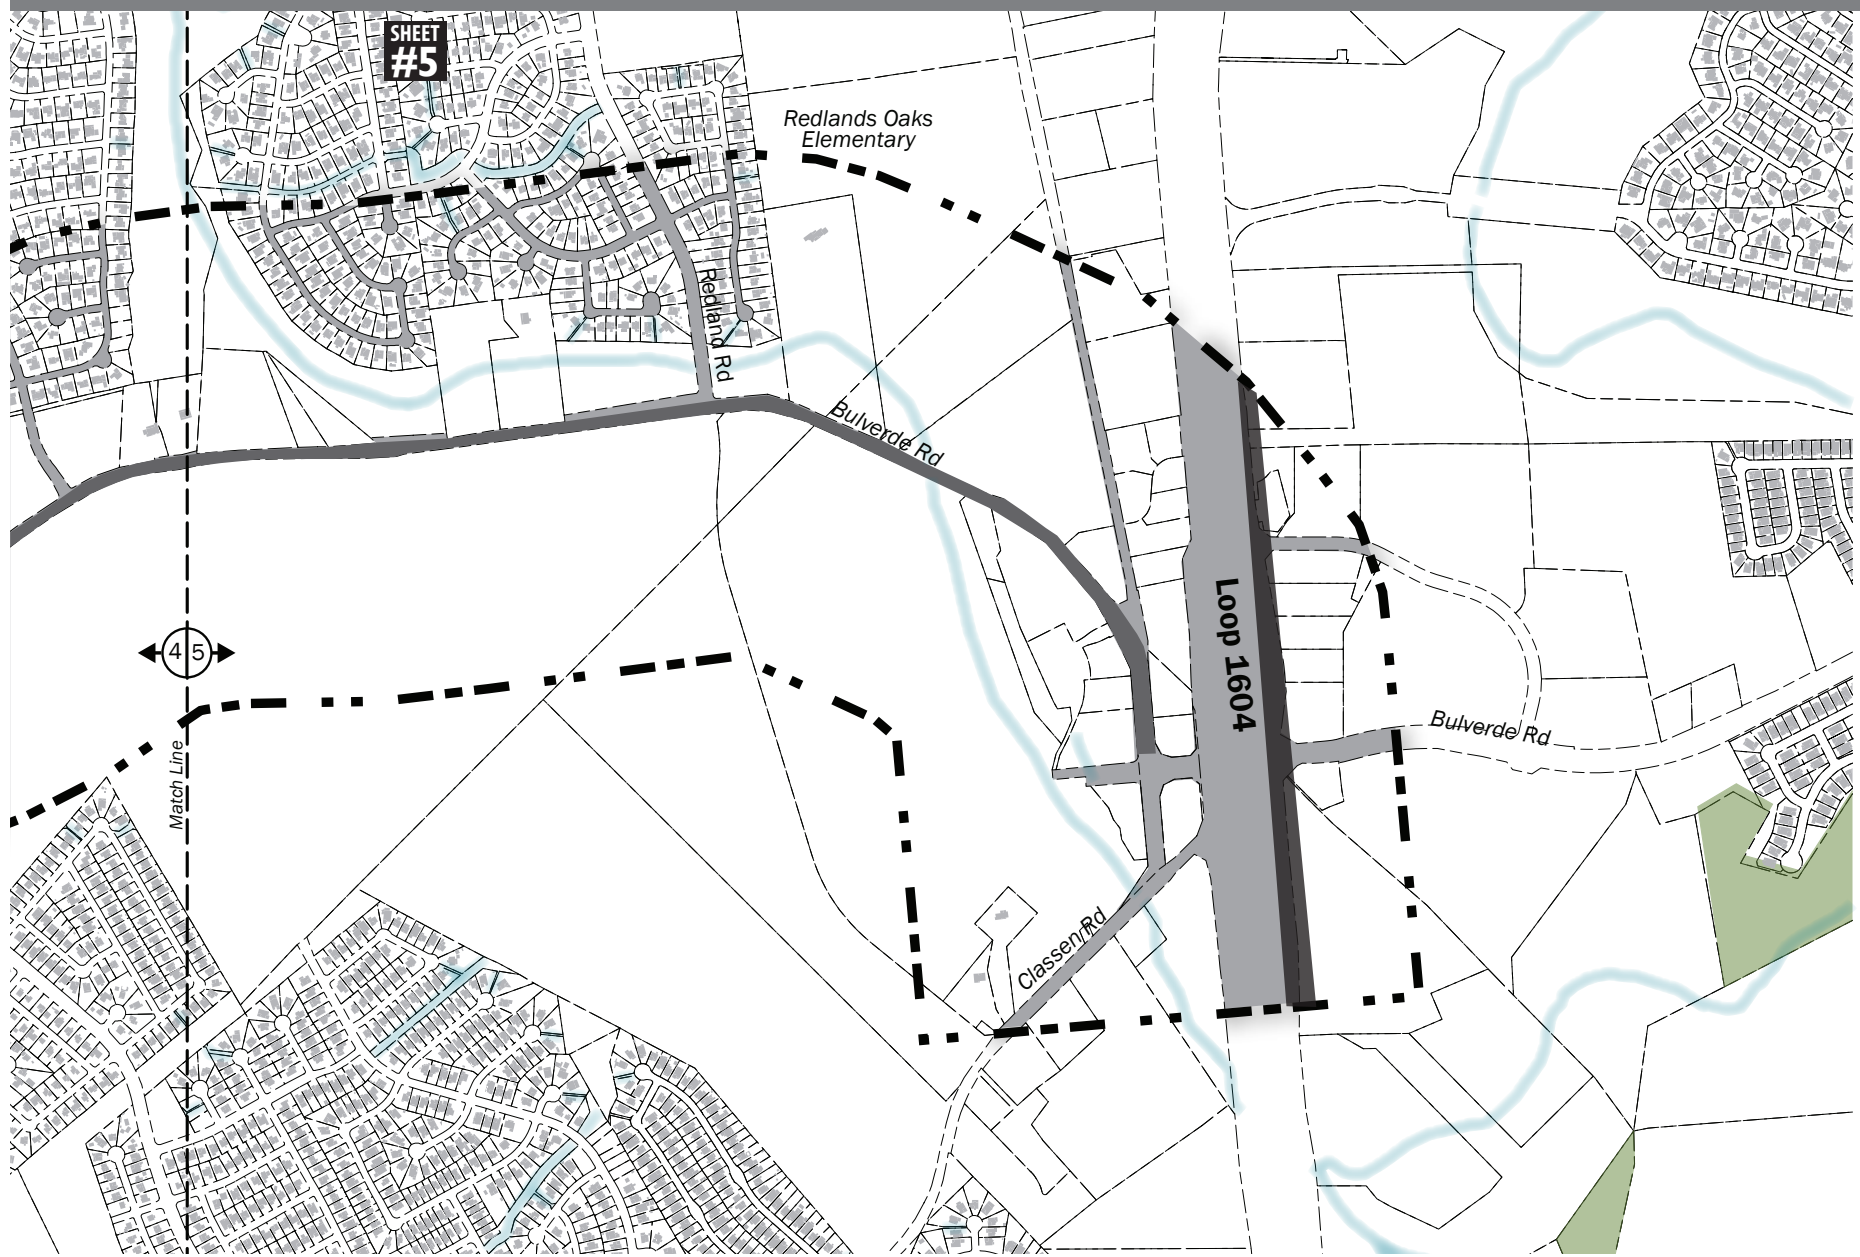 SHEET
#5
Redlands Oaks
Elementary
Redland Rd
Bulverde Rd
Loop 1604
4 5
Bulverde Rd
Match Line
Classen Rd